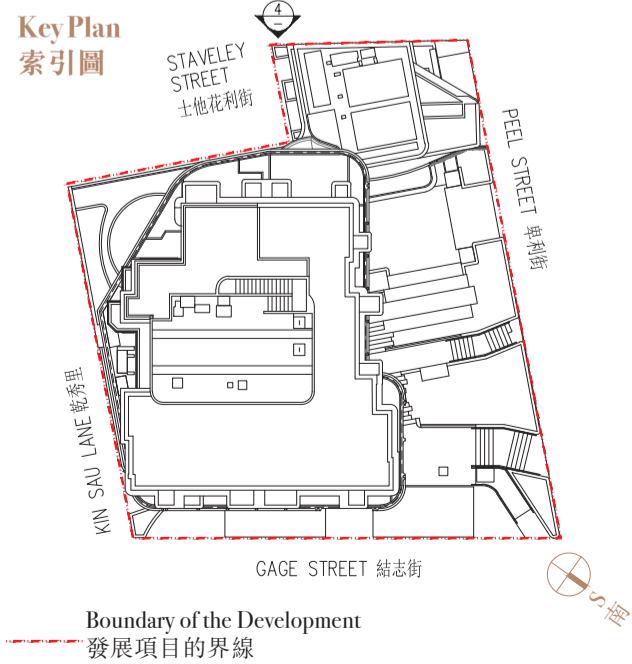 Key Plan
索引圖
4
–
STAVELEY
STREET
士他花利街
PEEL STREET 卑利街
KIN SAU LANE 乾秀里
GAGE STREET 結志街
S 南
Boundary of the Development
發展項目的界線